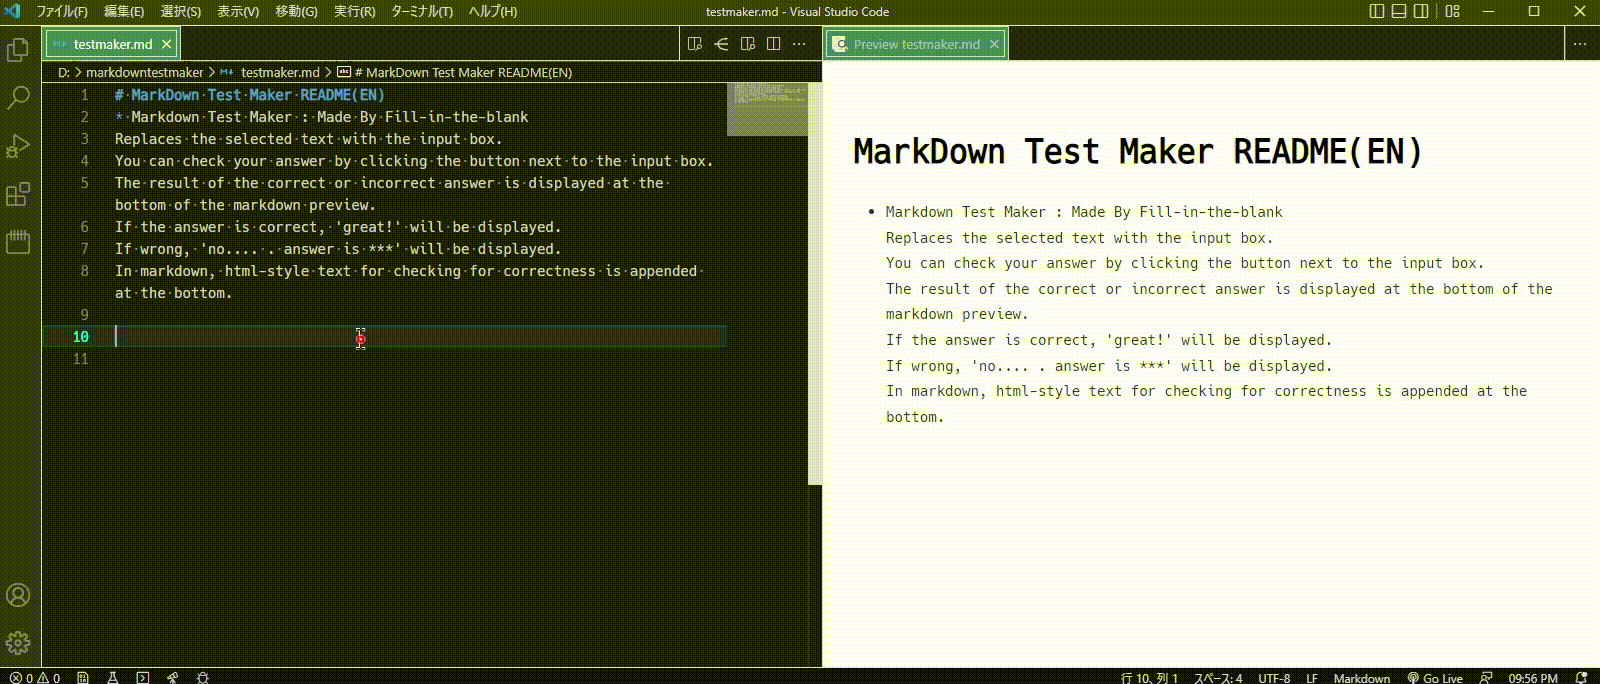 ファイル(F) 編集(E) 選択(S) 表示(V) 移動(G) 実行(R) ターミナル(T) ヘルプ(H) testmaker.md - Visual Studio Code
testmaker.md
Preview testmaker.md
D: > markdowntestmaker > testmaker.md > # MarkDown Test Maker README(EN)
1 # MarkDown Test Maker README(EN)
2 * Markdown Test Maker : Made By Fill-in-the-blank
3 Replaces the selected text with the input box.
4 You can check your answer by clicking the button next to the input box.
5 The result of the correct or incorrect answer is displayed at the
bottom of the markdown preview.
6 If the answer is correct, 'great!' will be displayed.
7 If wrong, 'no.... . answer is ***' will be displayed.
8 In markdown, html-style text for checking for correctness is appended
at the bottom.
9
10
11
MarkDown Test Maker README(EN)
• Markdown Test Maker : Made By Fill-in-the-blank
Replaces the selected text with the input box.
You can check your answer by clicking the button next to the input box.
The result of the correct or incorrect answer is displayed at the bottom of the
markdown preview.
If the answer is correct, 'great!' will be displayed.
If wrong, 'no.... . answer is ***' will be displayed.
In markdown, html-style text for checking for correctness is appended at the
bottom.
0 0 行 10、列 1 スペース: 4 UTF-8 LF Markdown Go Live 09:56 PM